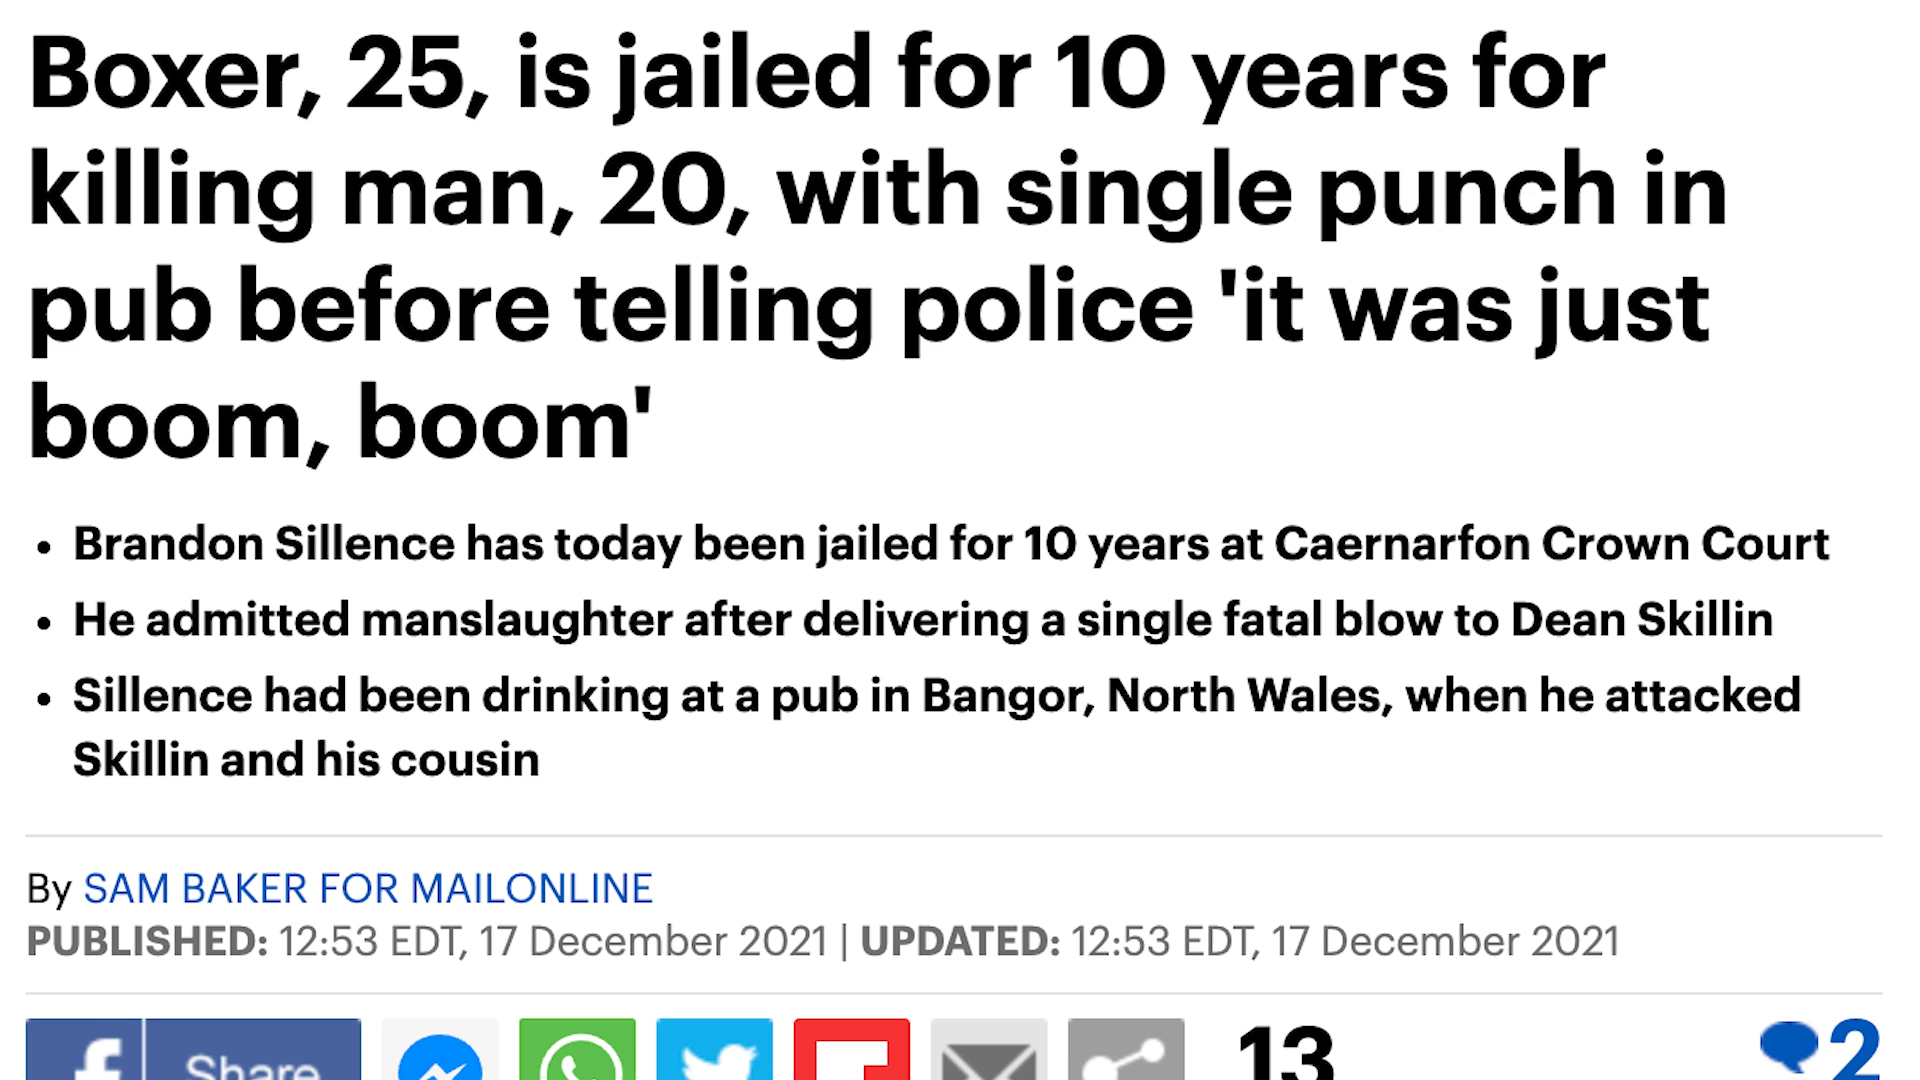 Boxer, 25, is jailed for 10 years for
killing man, 20, with single punch in
pub before telling police 'it was just
boom, boom'
• Brandon Sillence has today been jailed for 10 years at Caernarfon Crown Court
• He admitted manslaughter after delivering a single fatal blow to Dean Skillin
• Sillence had been drinking at a pub in Bangor, North Wales, when he attacked
Skillin and his cousin
By SAM BAKER FOR MAILONLINE
PUBLISHED: 12:53 EDT, 17 December 2021 | UPDATED: 12:53 EDT, 17 December 2021
f Share 13 2